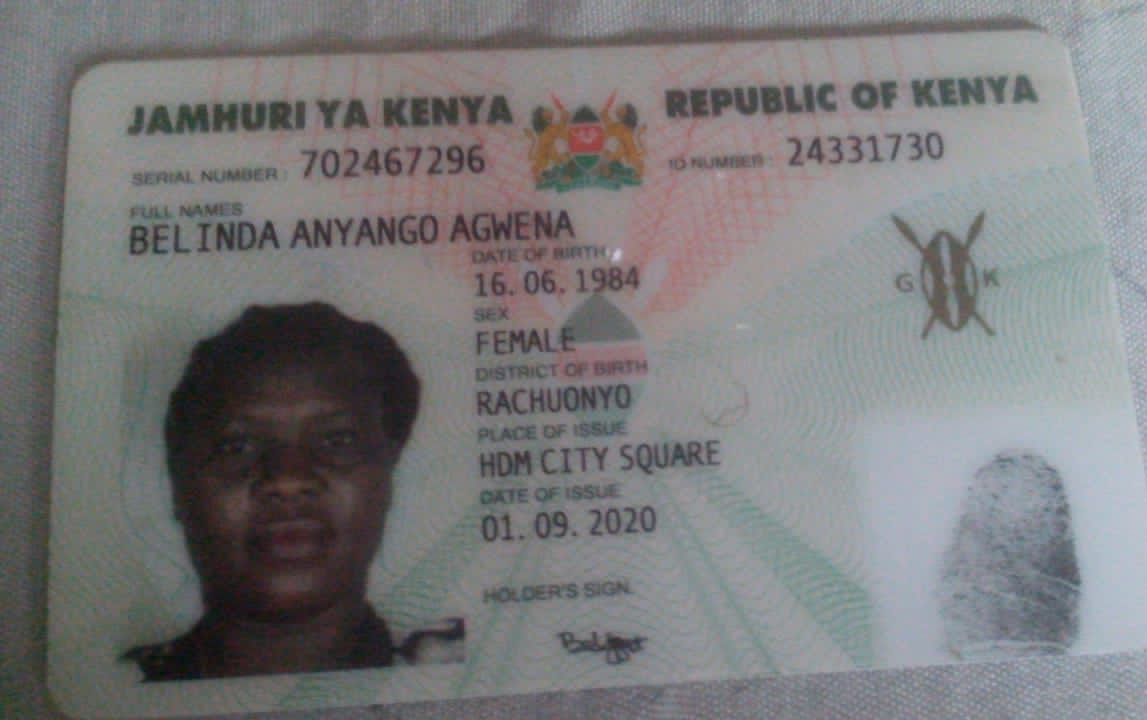 JAMHURI YA KENYA
REPUBLIC OF KENYA
SERIAL NUMBER: 702467296
ID NUMBER: 24331730
FULL NAMES
BELINDA ANYANGO AGWENA
DATE OF BIRTH
16. 06. 1984
SEX
FEMALE
DISTRICT OF BIRTH
RACHUONYO
PLACE OF ISSUE
HDM CITY SQUARE
DATE OF ISSUE
01. 09. 2020
HOLDER'S SIGN.
G K